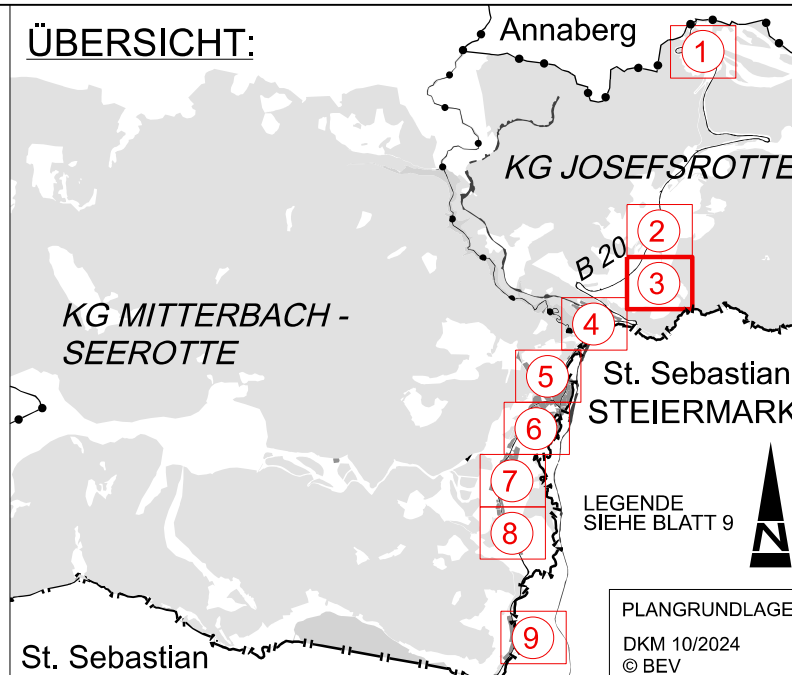 ÜBERSICHT:
Annaberg
1
KG JOSEFSROTTE
2
B 20
3
KG MITTERBACH -
SEEROTTE
4
5
St. Sebastian
STEIERMARK
6
7
LEGENDE
SIEHE BLATT 9
N
8
9
St. Sebastian
PLANGRUNDLAGE
DKM 10/2024
© BEV